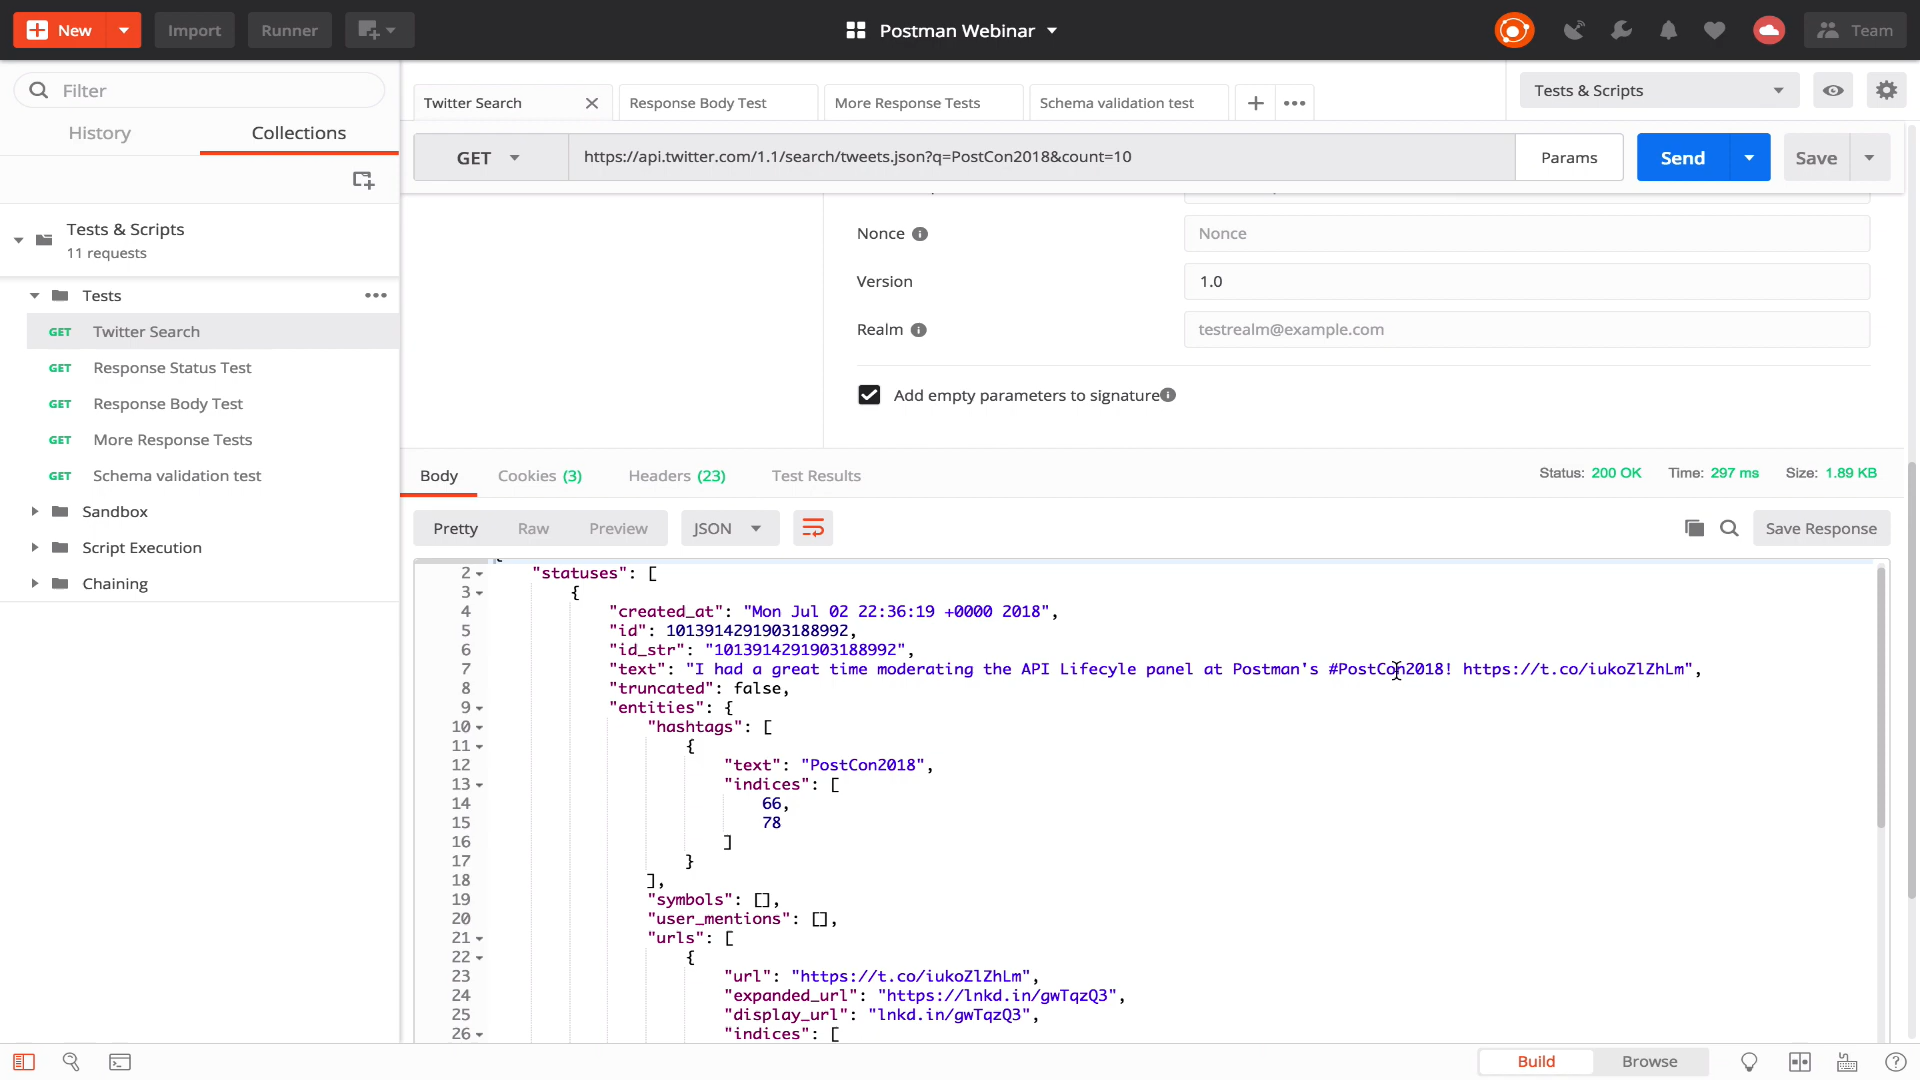 New
Import
Runner
Postman Webinar
Team
Filter
History
Collections
Tests & Scripts
11 requests
Tests
GET Twitter Search
GET Response Status Test
GET Response Body Test
GET More Response Tests
GET Schema validation test
Sandbox
Script Execution
Chaining
Twitter Search
Response Body Test
More Response Tests
Schema validation test
Tests & Scripts
GET
https://api.twitter.com/1.1/search/tweets.json?q=PostCon2018&count=10
Params
Send
Save
Nonce
Nonce
Version
1.0
Realm
testrealm@example.com
Add empty parameters to signature
Body
Cookies (3)
Headers (23)
Test Results
Status: 200 OK
Time: 297 ms
Size: 1.89 KB
Pretty
Raw
Preview
JSON
Save Response
2 "statuses": [
3 {
4 "created_at": "Mon Jul 02 22:36:19 +0000 2018",
5 "id": 1013914291903188992,
6 "id_str": "1013914291903188992",
7 "text": "I had a great time moderating the API Lifecyle panel at Postman's #PostCon2018! https://t.co/iukoZlZhLm",
8 "truncated": false,
9 "entities": {
10 "hashtags": [
11 {
12 "text": "PostCon2018",
13 "indices": [
14 66,
15 78
16 ]
17 }
18 ],
19 "symbols": [],
20 "user_mentions": [],
21 "urls": [
22 {
23 "url": "https://t.co/iukoZlZhLm",
24 "expanded_url": "https://lnkd.in/gwTqzQ3",
25 "display_url": "lnkd.in/gwTqzQ3",
26 "indices": [
Build
Browse